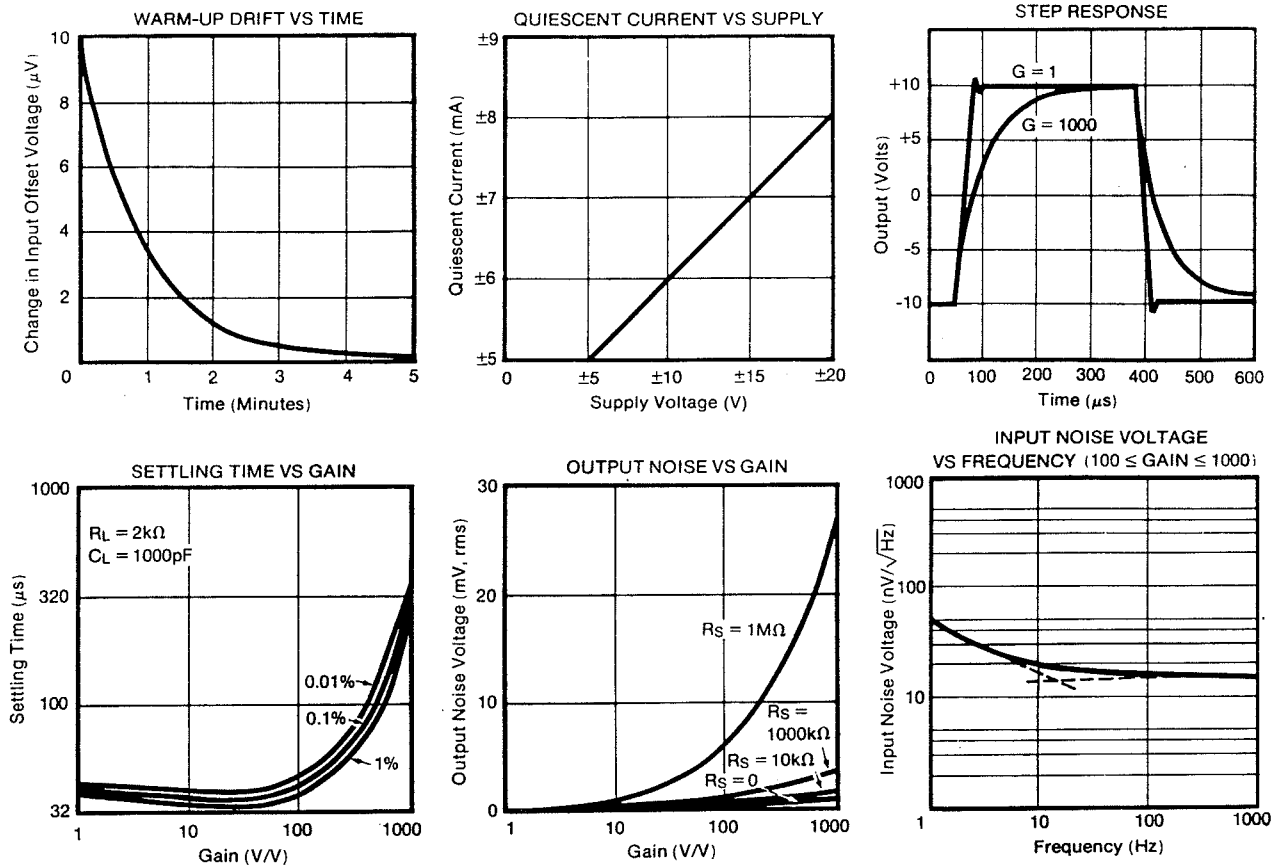 WARM-UP DRIFT VS TIME
Change in Input Offset Voltage (μV)
10
8
6
4
2
0
0 1 2 3 4 5
Time (Minutes)
QUIESCENT CURRENT VS SUPPLY
Quiescent Current (mA)
±9
±8
±7
±6
±5
0 ±5 ±10 ±15 ±20
Supply Voltage (V)
STEP RESPONSE
Output (Volts)
+10
+5
0
-5
-10
G = 1
G = 1000
0 100 200 300 400 500 600
Time (μs)
SETTLING TIME VS GAIN
Settling Time (μs)
1000
320
100
32
RL = 2kΩ
CL = 1000pF
0.01%
0.1%
1%
1 10 100 1000
Gain (V/V)
OUTPUT NOISE VS GAIN
Output Noise Voltage (mV, rms)
30
20
10
0
RS = 1MΩ
RS =
1000kΩ
RS = 10kΩ
RS = 0
1 10 100 1000
Gain (V/V)
INPUT NOISE VOLTAGE
VS FREQUENCY (100 ≤ GAIN ≤ 1000)
Input Noise Voltage (nV/√Hz)
1000
100
10
1
1 10 100 1000
Frequency (Hz)